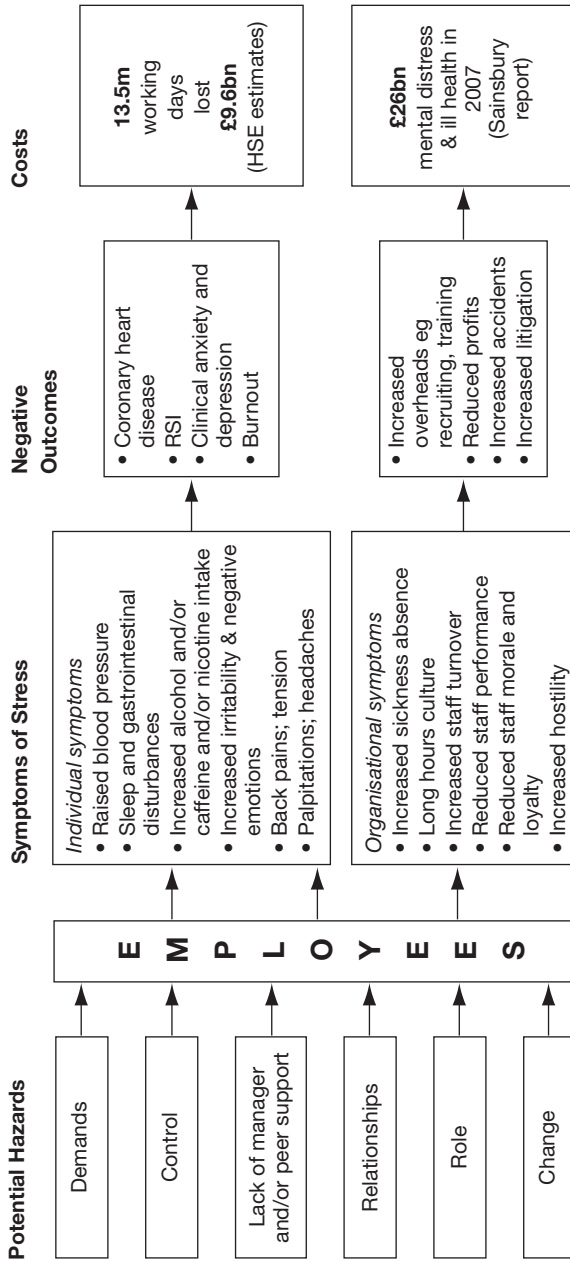 Potential Hazards
Demands
Control
Lack of manager
and/or peer support
Relationships
Role
Change
E
M
P
L
O
Y
E
E
S
Symptoms of Stress
Individual symptoms
• Raised blood pressure
• Sleep and gastrointestinal
disturbances
• Increased alcohol and/or
caffeine and/or nicotine intake
• Increased irritability & negative
emotions
• Back pains; tension
• Palpitations; headaches
Organisational symptoms
• Increased sickness absence
• Long hours culture
• Increased staff turnover
• Reduced staff performance
• Reduced staff morale and
loyalty
• Increased hostility
Negative
Outcomes
• Coronary heart
disease
• RSI
• Clinical anxiety and
depression
• Burnout
• Increased
overheads eg
recruiting, training
• Reduced profits
• Increased accidents
• Increased litigation
Costs
13.5m
working
days
lost
£9.6bn
(HSE estimates)
£26bn
mental distress
& ill health in
2007
(Sainsbury
report)